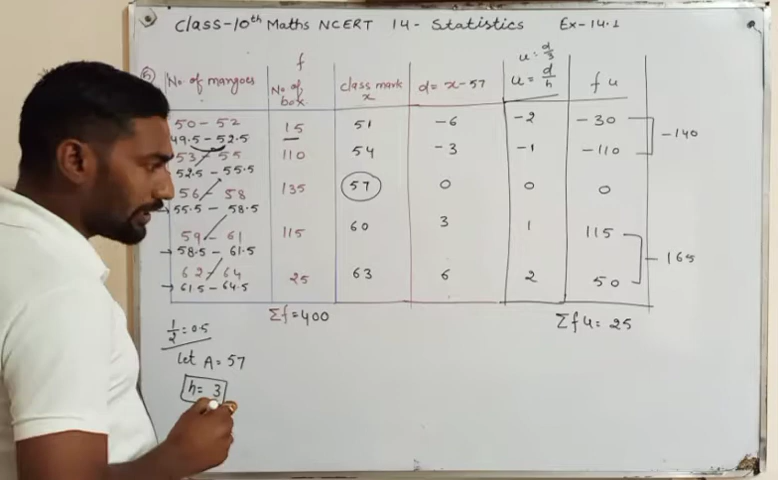 Class-10th Maths NCERT 14- Statistics Ex-14.1
5 No. of mangoes f No. of box class mark x d= x-57 u= d/3 u= d/h f u
50-52 15 51 -6 -2 -30
49.5-52.5
53-55 110 54 -3 -1 -110 -140
52.5-55.5
56-58 135 57 0 0 0
55.5-58.5
59-61 115 60 3 1 115
→ 58.5-61.5 165
62-64 25 63 6 2 50
→ 61.5-64.5
Σf=400 Σfu= 25
1/2=0.5
let A=57
h= 3